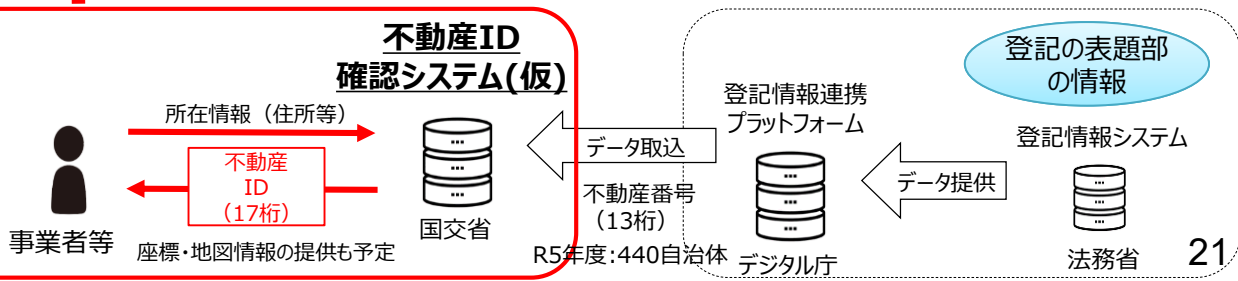 不動産ID
確認システム(仮)
所在情報（住所等）
不動産
ID
（17桁）
事業者等
座標・地図情報の提供も予定
国交省
データ取込
不動産番号
（13桁）
R5年度:440自治体
登記情報連携
プラットフォーム
デジタル庁
データ提供
登記の表題部
の情報
登記情報システム
法務省
21